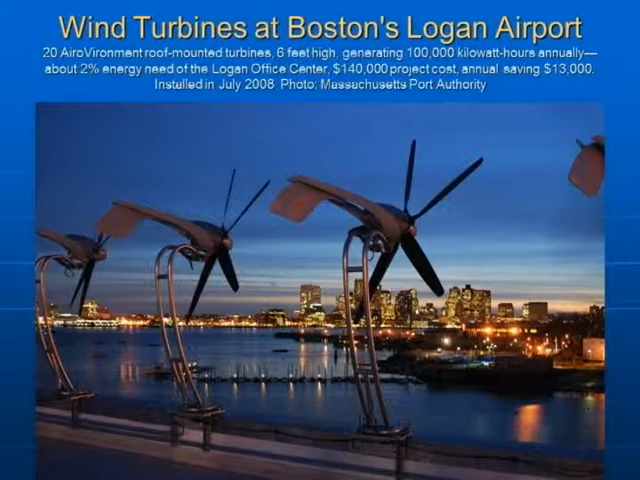 Wind Turbines at Boston's Logan Airport
20 AiroVironment roof-mounted turbines, 6 feet high, generating 100,000 kilowatt-hours annually—
about 2% energy need of the Logan Office Center, $140,000 project cost, annual saving $13,000.
Installed in July 2008 Photo: Massachusetts Port Authority